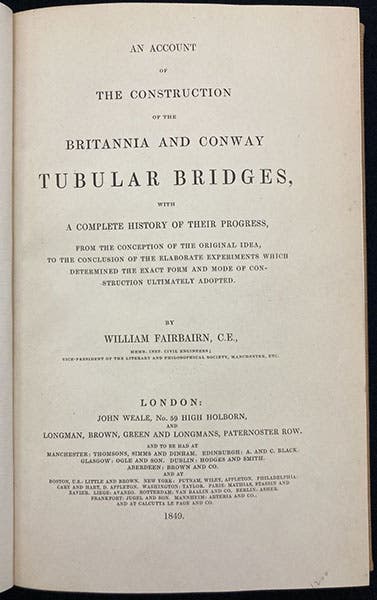 AN ACCOUNT
OF
THE CONSTRUCTION
OF THE
BRITANNIA AND CONWAY
TUBULAR BRIDGES,
WITH
A COMPLETE HISTORY OF THEIR PROGRESS,
FROM THE CONCEPTION OF THE ORIGINAL IDEA,
TO THE CONCLUSION OF THE ELABORATE EXPERIMENTS WHICH
DETERMINED THE EXACT FORM AND MODE OF CON-
STRUCTION ULTIMATELY ADOPTED.
BY
WILLIAM FAIRBAIRN, C.E.,
MEMB. INST. CIVIL ENGINEERS;
VICE-PRESIDENT OF THE LITERARY AND PHILOSOPHICAL SOCIETY, MANCHESTER, ETC.
LONDON:
JOHN WEALE, No. 59 HIGH HOLBORN,
AND
LONGMAN, BROWN, GREEN AND LONGMANS, PATERNOSTER ROW.
AND TO BE HAD AT
MANCHESTER: THOMSONS, SIMMS AND DINHAM. EDINBURGH: A. AND C. BLACK.
GLASGOW: OGLE AND SON. DUBLIN: HODGES AND SMITH.
ABERDEEN: BROWN AND CO.
AND AT
BOSTON, U.S.: LITTLE AND BROWN. NEW YORK: PUTNAM, WILEY, APPLETON. PHILADELPHIA:
CARY AND HART, D. APPLETON. WASHINGTON: TAYLOR. PARIS: MATHIAS, STASSIN AND
XAVIER. LIEGE: AVANZO. ROTTERDAM: VAN BAALIN AND CO. BERLIN: ASHER.
FRANKFORT: JUGEL AND SON. MANNHEIM: ARTERIA AND CO.;
AND AT CALCUTTA LE PAGE AND CO.
1849.